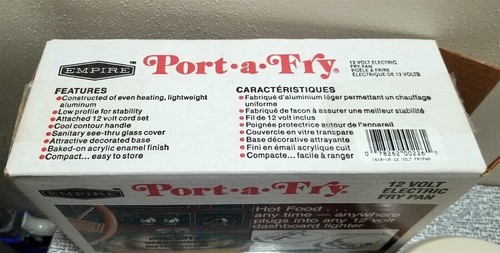 EMPIRE™ Port·a·Fry® 12 VOLT ELECTRIC
FRY PAN
POÊLE À FRIRE
ÉLECTRIQUE DE 12 VOLTS
FEATURES
●Constructed of even heating, lightweight
aluminum
●Low profile for stability
●Attached 12 volt cord set
●Cool contour handle
●Sanitary see-thru glass cover
●Attractive decorated base
●Baked-on acrylic enamel finish
●Compact... easy to store
CARACTÉRISTIQUES
●Fabriqué d'aluminium léger permettant un chauffage
uniforme
●Fabriqué de façon à assurer une meilleur stabilité
●Fil de 12 volt inclus
●Poignée protectrice autour de l'appareil
●Couvercle en vitre transparente
●Base décorative attrayante
●Fini en émail acrylique cuit
●Compacte... facile à ranger
EMPIRE Port·a·Fry®
12 VOLT
ELECTRIC
FRY PAN
Hot Food...
any time — anywhere
plugs into any 12 volt
dashboard lighter